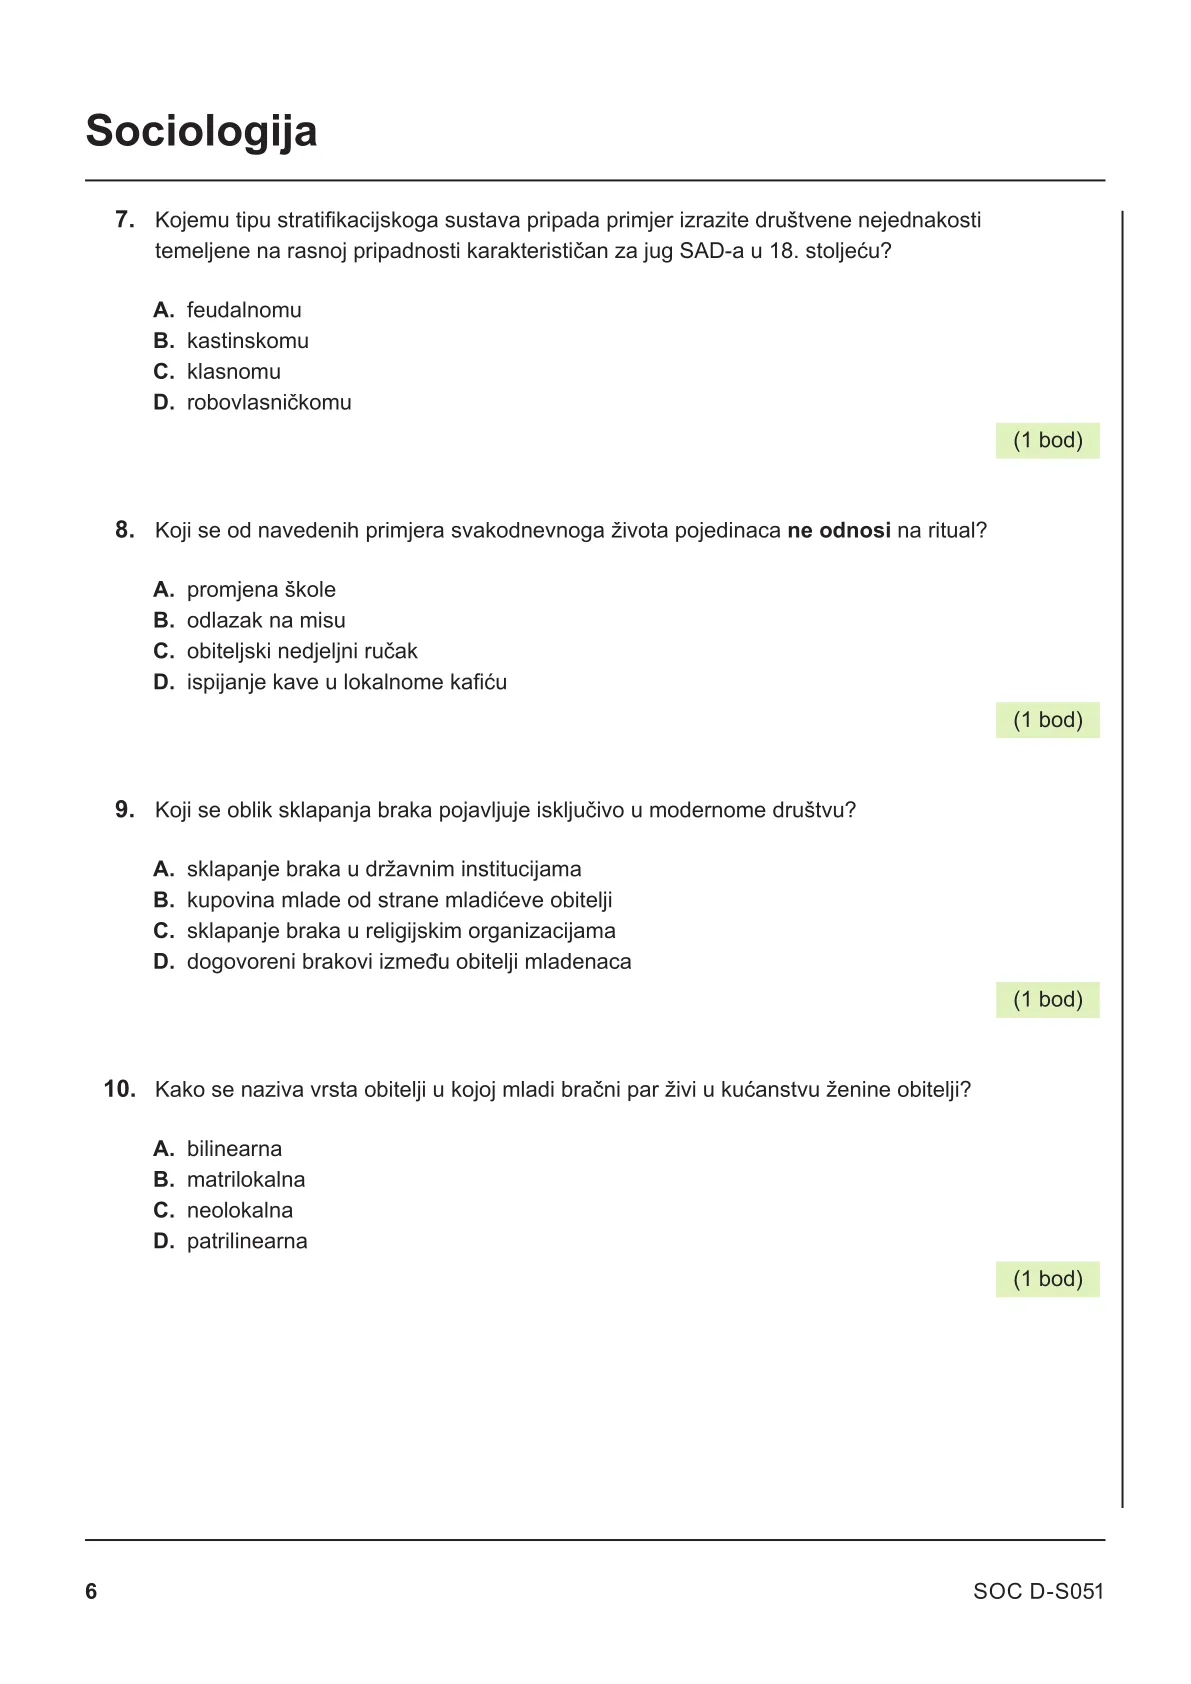 Sociologija
7. Kojemu tipu stratifikacijskoga sustava pripada primjer izrazite društvene nejednakosti
temeljene na rasnoj pripadnosti karakterističan za jug SAD-a u 18. stoljeću?
A. feudalnomu
B. kastinskomu
C. klasnomu
D. robovlasničkomu
(1 bod)
8. Koji se od navedenih primjera svakodnevnoga života pojedinaca ne odnosi na ritual?
A. promjena škole
B. odlazak na misu
C. obiteljski nedjeljni ručak
D. ispijanje kave u lokalnome kafiću
(1 bod)
9. Koji se oblik sklapanja braka pojavljuje isključivo u modernome društvu?
A. sklapanje braka u državnim institucijama
B. kupovina mlade od strane mladićeve obitelji
C. sklapanje braka u religijskim organizacijama
D. dogovoreni brakovi između obitelji mladenaca
(1 bod)
10. Kako se naziva vrsta obitelji u kojoj mladi bračni par živi u kućanstvu ženine obitelji?
A. bilinearna
B. matrilokalna
C. neolokalna
D. patrilinearna
(1 bod)
6 SOC D-S051